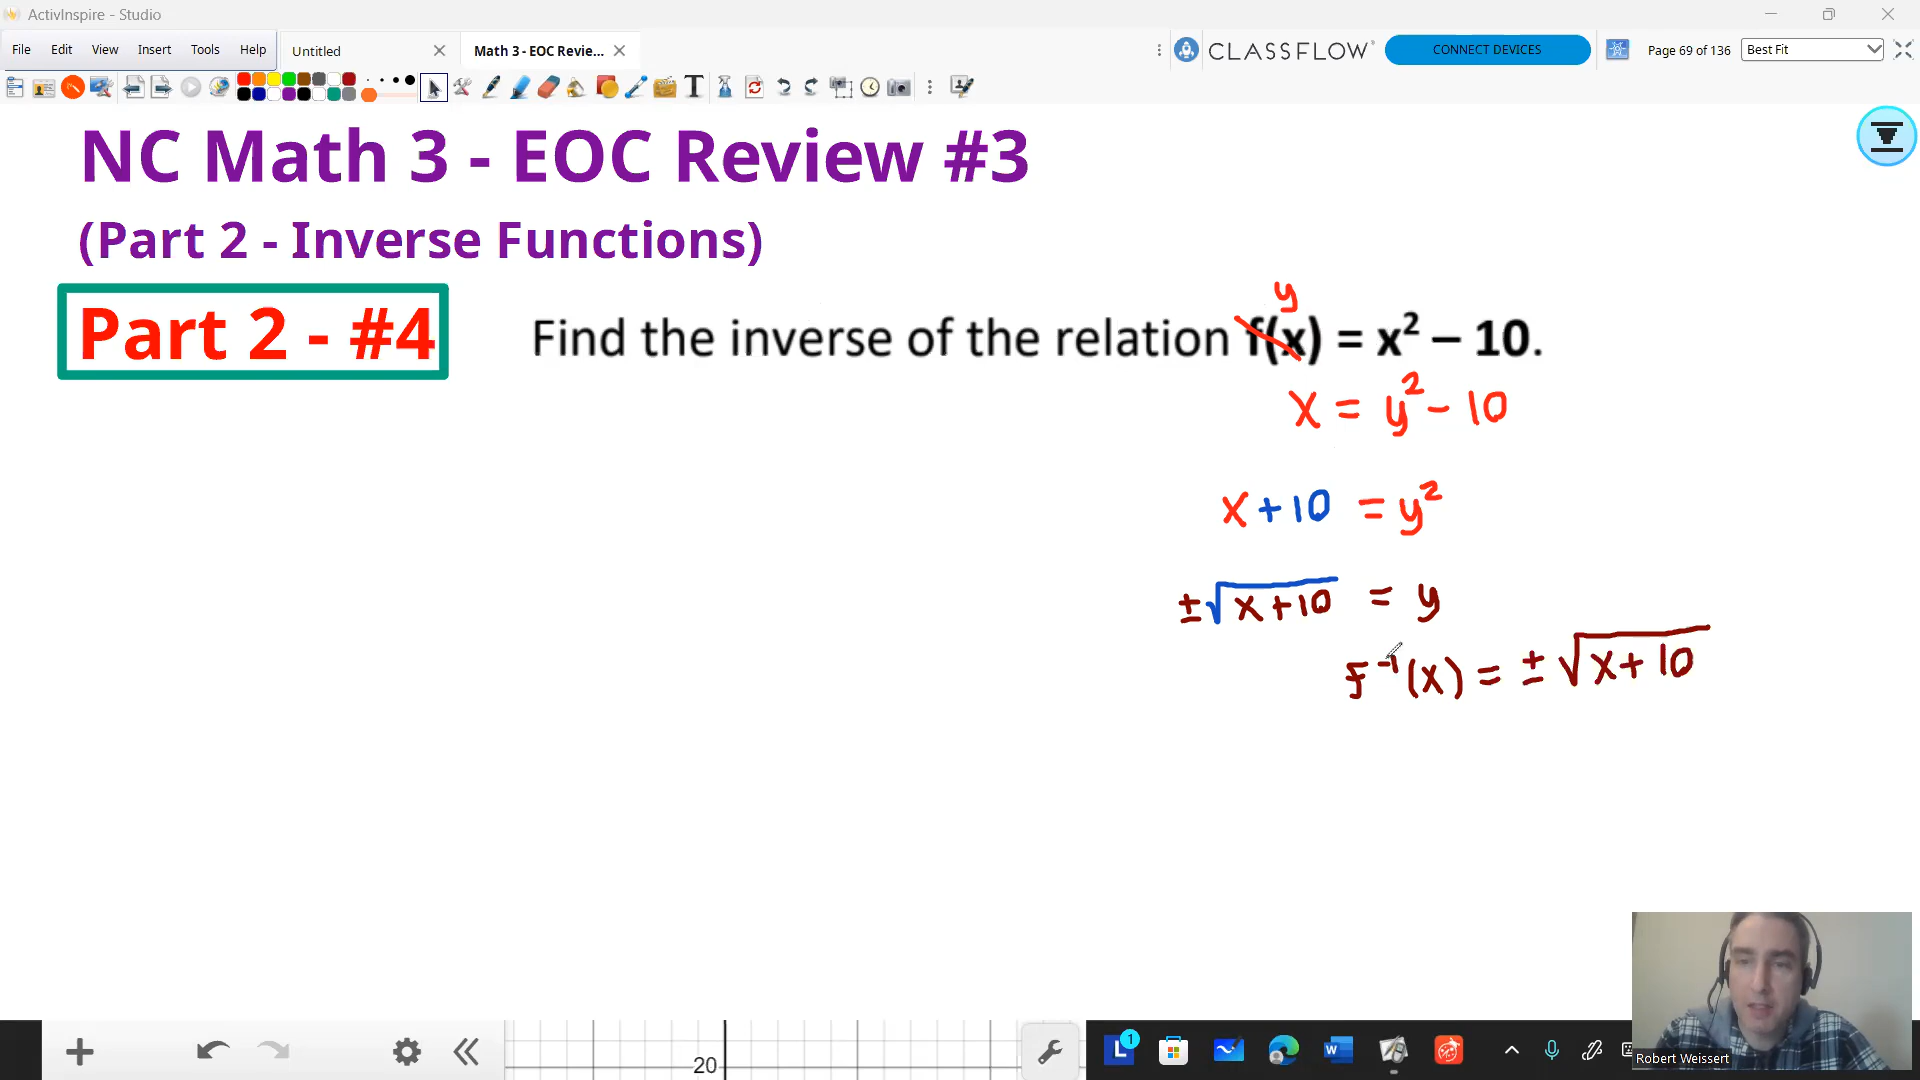 ActivInspire - Studio
File Edit View Insert Tools Help
Untitled
Math 3 - EOC Revie...
CLASSFLOW
CONNECT DEVICES
Page 69 of 136
Best Fit
NC Math 3 - EOC Review #3
(Part 2 - Inverse Functions)
Part 2 - #4
y
Find the inverse of the relation f(x) = x² – 10.
x = y² - 10
x + 10 = y²
±√(x+10) = y
f⁻¹(x) = ±√(x+10)
20
L 1
W
Robert Weissert